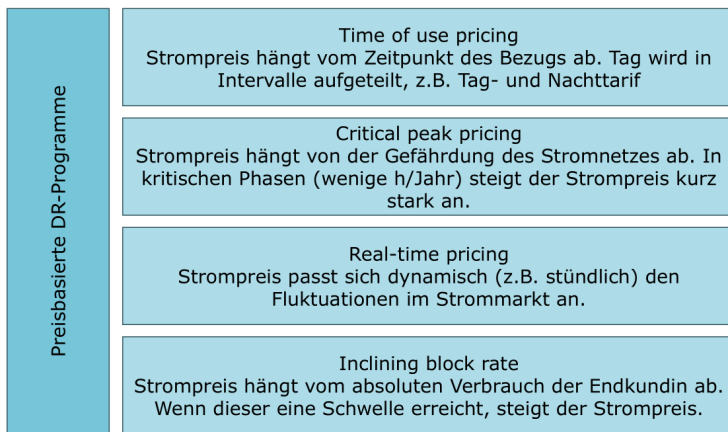 Preisbasierte DR-Programme
Time of use pricing
Strompreis hängt vom Zeitpunkt des Bezugs ab. Tag wird in
Intervalle aufgeteilt, z.B. Tag- und Nachttarif
Critical peak pricing
Strompreis hängt von der Gefährdung des Stromnetzes ab. In
kritischen Phasen (wenige h/Jahr) steigt der Strompreis kurz
stark an.
Real-time pricing
Strompreis passt sich dynamisch (z.B. stündlich) den
Fluktuationen im Strommarkt an.
Inclining block rate
Strompreis hängt vom absoluten Verbrauch der Endkundin ab.
Wenn dieser eine Schwelle erreicht, steigt der Strompreis.